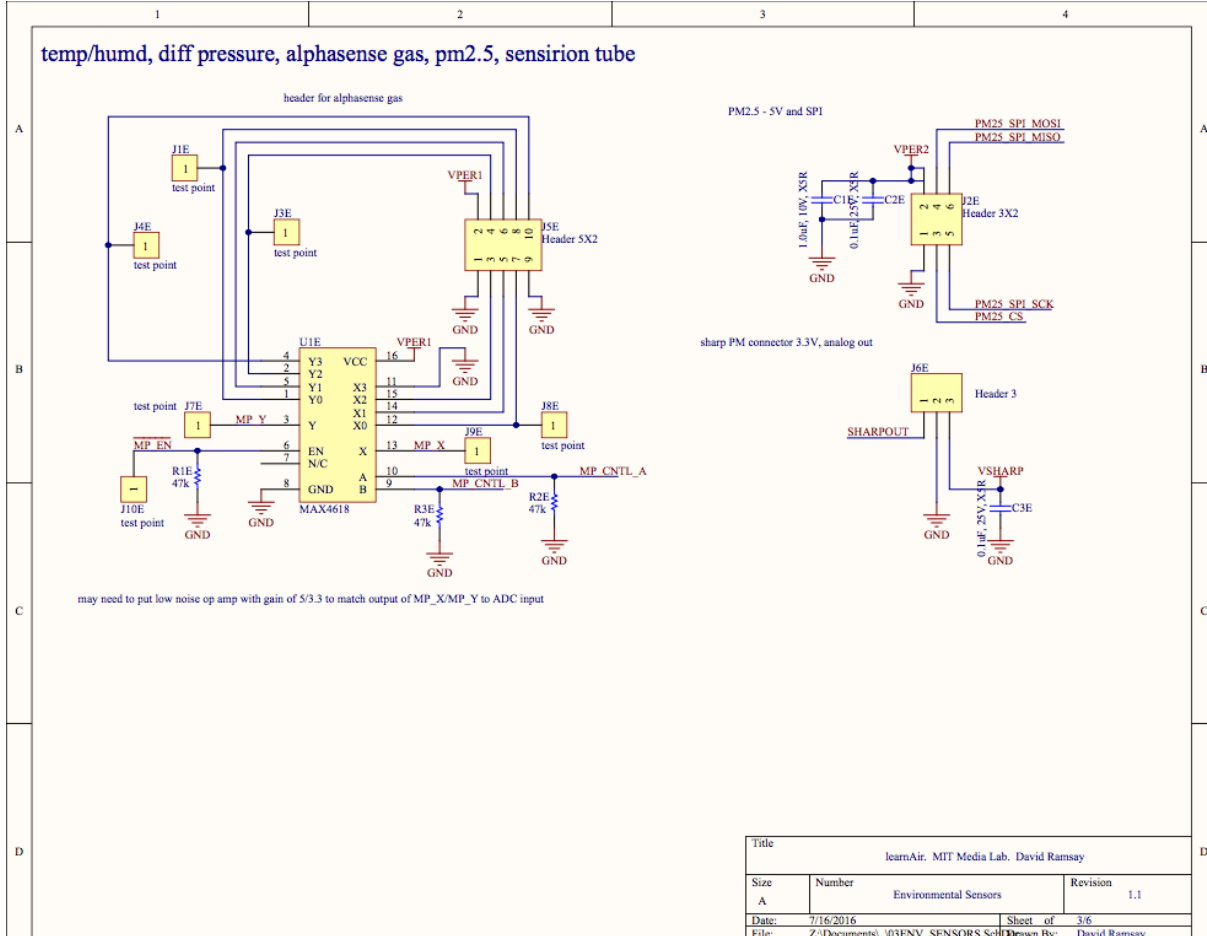 1 2 3 4
temp/humd, diff pressure, alphasense gas, pm2.5, sensirion tube
A
A
header for alphasense gas
J1E
1
test point
J4E
1
test point
J3E
1
test point
VPER1
2 4 6 8 10
1 3 5 7 9
J5E
Header 5X2
GND
GND
PM2.5 - 5V and SPI
PM25_SPI_MOSI
PM25_SPI_MISO
VPER2
1.0uF, 10V, X5R
0.1uF, 25V, X5R
C2E
2 4 6
1 3 5
J2E
Header 3X2
GND
GND
PM25_SPI_SCK
PM25_CS
B
B
U1E
MAX4618
4 Y3
2 Y2
5 Y1
1 Y0
3 Y
6 EN
7 N/C
8 GND
VCC 16
X3 11
X2 15
X1 14
X0 12
X 13
A 10
B 9
VPER1
GND
test point
J7E
1
MP_Y
MP_EN
J10E
1
test point
R1E
47k
GND
GND
J8E
1
test point
MP_X
J9E
1
test point
MP_CNTL_A
MP_CNTL_B
R3E
47k
GND
R2E
47k
GND
sharp PM connector 3.3V, analog out
J6E
1 2 3
Header 3
SHARPOUT
GND
VSHARP
0.1uF, 25V, X5R
C3E
GND
C
C
may need to put low noise op amp with gain of 5/3.3 to match output of MP_X/MP_Y to ADC input
D
D
Title
learnAir. MIT Media Lab. David Ramsay
Size
A
Number
Environmental Sensors
Revision
1.1
Date: 7/16/2016 Sheet of 3/6
File: Drawn By: David Ramsay